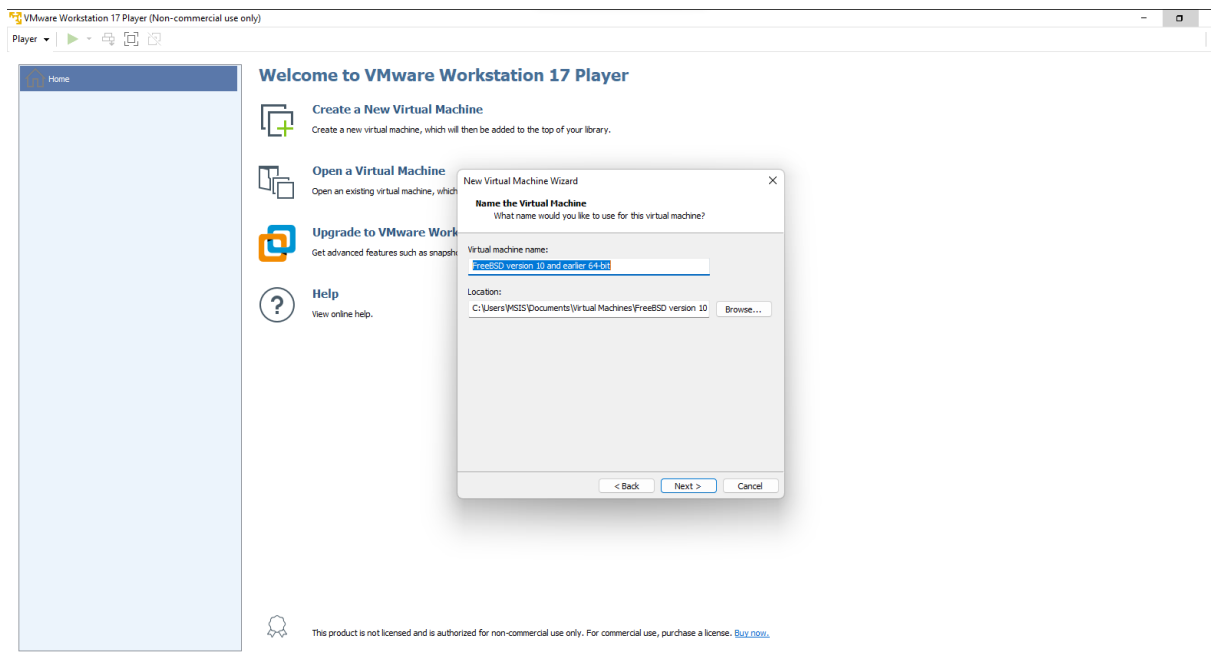 VMware Workstation 17 Player (Non-commercial use only)
Player
Home
Welcome to VMware Workstation 17 Player
Create a New Virtual Machine
Create a new virtual machine, which will then be added to the top of your library.
Open a Virtual Machine
Open an existing virtual machine, which
Upgrade to VMware Work
Get advanced features such as snapsh
Help
View online help.
New Virtual Machine Wizard
Name the Virtual Machine
What name would you like to use for this virtual machine?
Virtual machine name:
FreeBSD version 10 and earlier 64-bit
Location:
C:\Users\MSIS\Documents\Virtual Machines\FreeBSD version 10
Browse...
< Back Next > Cancel
This product is not licensed and is authorized for non-commercial use only. For commercial use, purchase a license. Buy now.